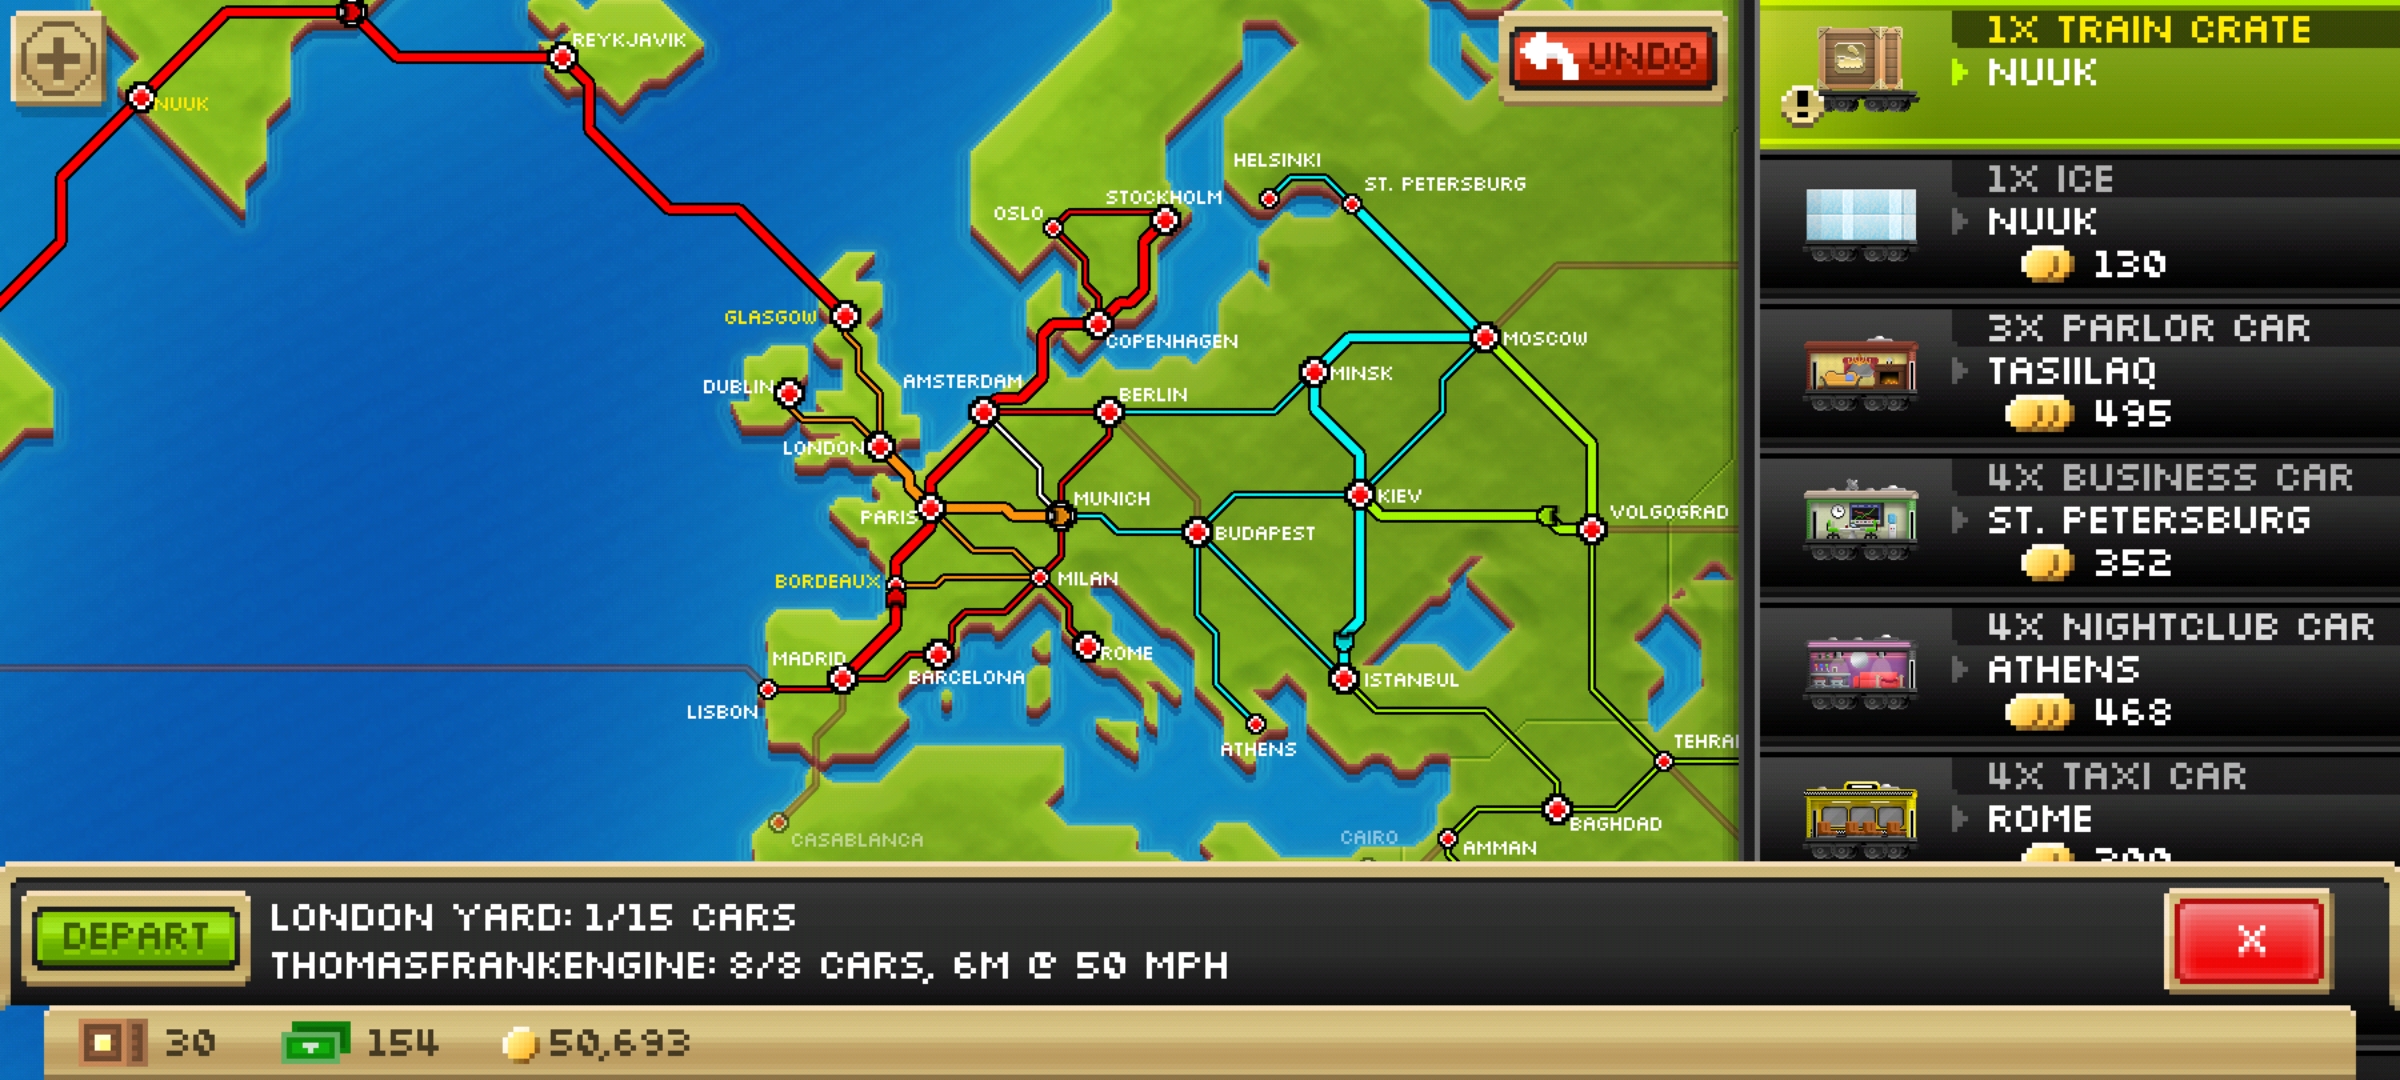 REYKJAVIK
UNDO
NUUK
HELSINKI
ST. PETERSBURG
STOCKHOLM
OSLO
GLASGOW
COPENHAGEN
MOSCOW
DUBLIN
AMSTERDAM
BERLIN
MINSK
LONDON
PARIS
MUNICH
KIEV
BUDAPEST
VOLGOGRAD
BORDEAUX
MILAN
MADRID
ROME
BARCELONA
ISTANBUL
LISBON
ATHENS
TEHRA
CASABLANCA
CAIRO
BAGHDAD
AMMAN
1X TRAIN CRATE
NUUK
1X ICE
NUUK
130
3X PARLOR CAR
TASIILAQ
495
4X BUSINESS CAR
ST. PETERSBURG
352
4X NIGHTCLUB CAR
ATHENS
468
4X TAXI CAR
ROME
DEPART
LONDON YARD: 1/15 CARS
THOMASFRANKENGINE: 8/8 CARS, 6M @ 50 MPH
X
30
154
50,693